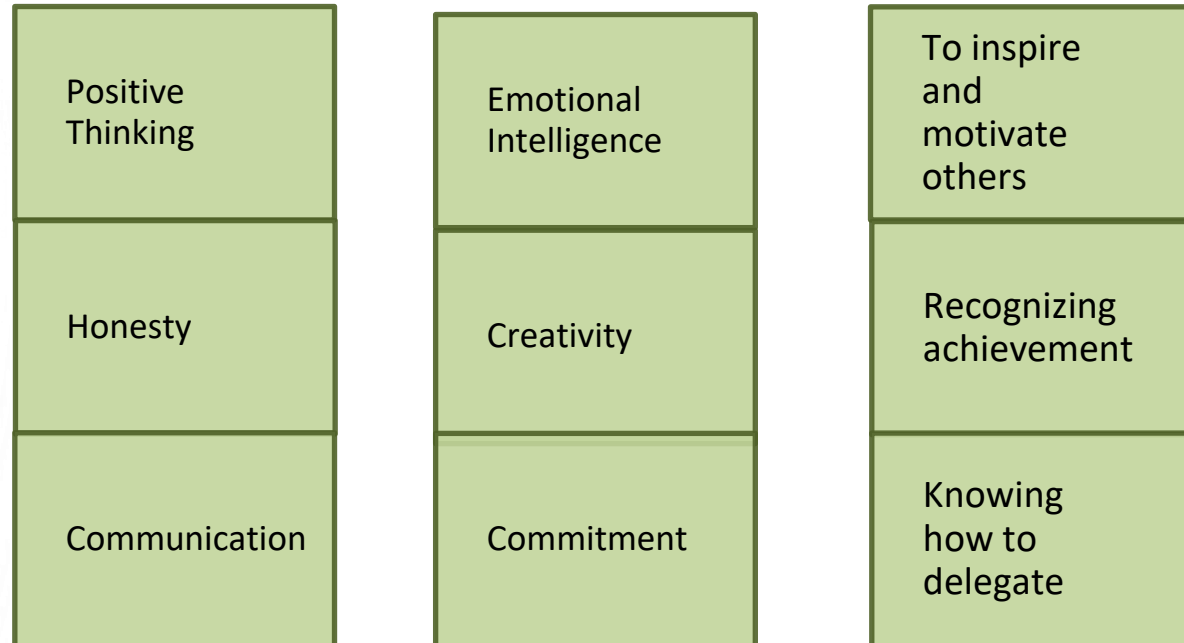 Positive
Thinking
Honesty
Communication
Emotional
Intelligence
Creativity
Commitment
To inspire
and
motivate
others
Recognizing
achievement
Knowing
how to
delegate